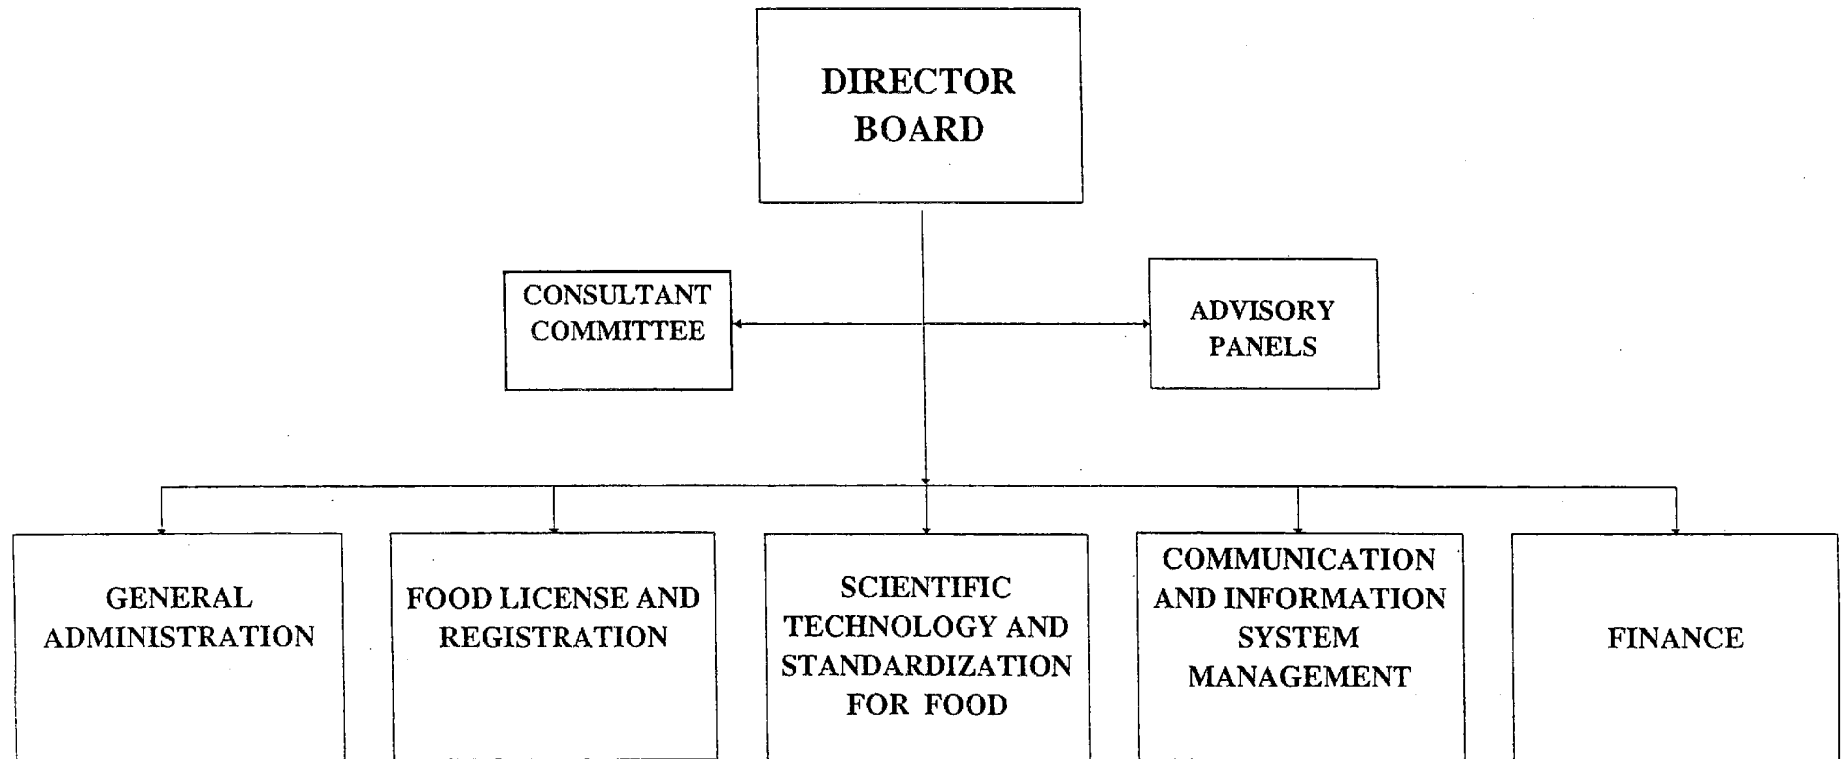 DIRECTOR
BOARD
CONSULTANT
COMMITTEE
ADVISORY
PANELS
GENERAL
ADMINISTRATION
FOOD LICENSE AND
REGISTRATION
SCIENTIFIC
TECHNOLOGY AND
STANDARDIZATION
FOR FOOD
COMMUNICATION
AND INFORMATION
SYSTEM
MANAGEMENT
FINANCE